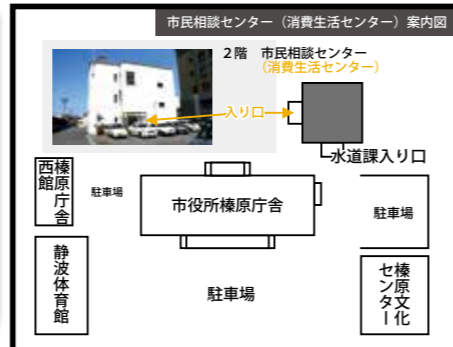 市民相談センター（消費生活センター）案内図
２階　市民相談センター
（消費生活センター）
入り口
水道課入り口
榛原庁舎
西館
駐車場
市役所榛原庁舎
駐車場
静波体育館
駐車場
榛原文化
センター